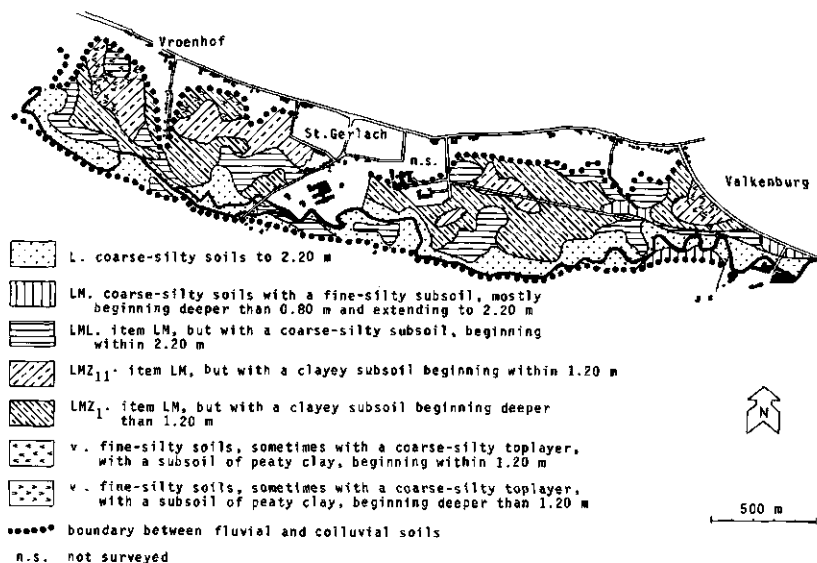 Vroenhof
St.Gerlach
n.s.
Valkenburg
L. coarse-silty soils to 2.20 m
LM. coarse-silty soils with a fine-silty subsoil, mostly
beginning deeper than 0.80 m and extending to 2.20 m
LML. item LM, but with a coarse-silty subsoil, beginning
within 2.20 m
LMZ11. item LM, but with a clayey subsoil beginning within 1.20 m
LMZ1. item LM, but with a clayey subsoil beginning deeper
than 1.20 m
N
v. fine-silty soils, sometimes with a coarse-silty toplayer,
with a subsoil of peaty clay, beginning within 1.20 m
v. fine-silty soils, sometimes with a coarse-silty toplayer,
with a subsoil of peaty clay, beginning deeper than 1.20 m
500 m
boundary between fluvial and colluvial soils
n.s. not surveyed